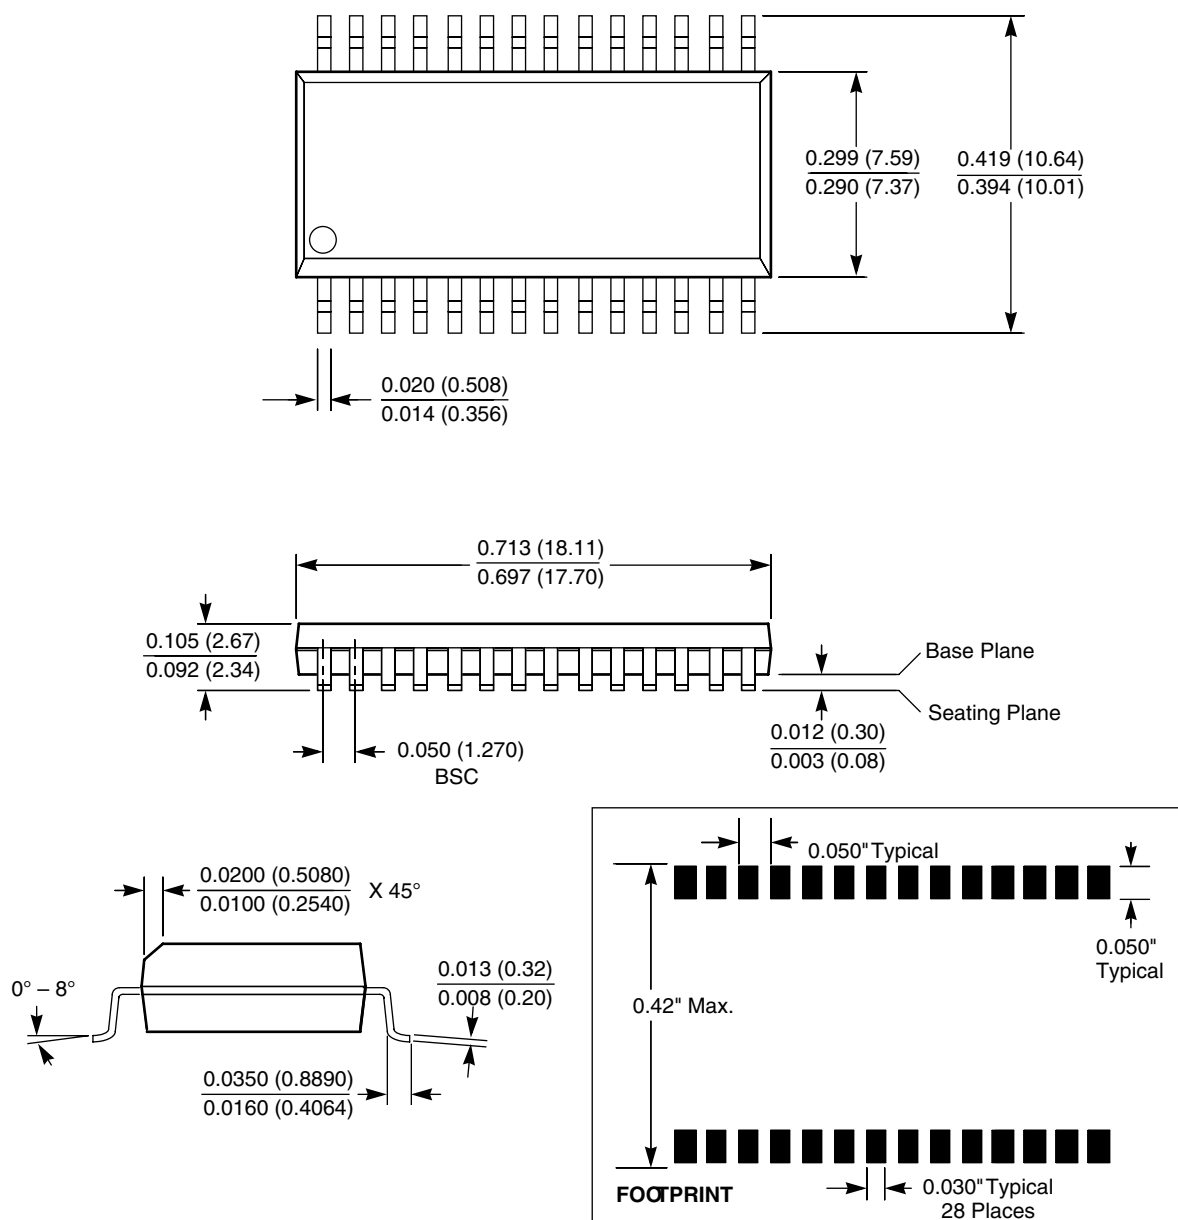 0.299 (7.59)
0.290 (7.37)
0.419 (10.64)
0.394 (10.01)
0.020 (0.508)
0.014 (0.356)
0.713 (18.11)
0.697 (17.70)
0.105 (2.67)
0.092 (2.34)
Base Plane
Seating Plane
0.012 (0.30)
0.003 (0.08)
0.050 (1.270)
BSC
0.0200 (0.5080)
0.0100 (0.2540)
X 45°
0° – 8°
0.013 (0.32)
0.008 (0.20)
0.0350 (0.8890)
0.0160 (0.4064)
0.050" Typical
0.050"
Typical
0.42" Max.
FOOTPRINT
0.030" Typical
28 Places